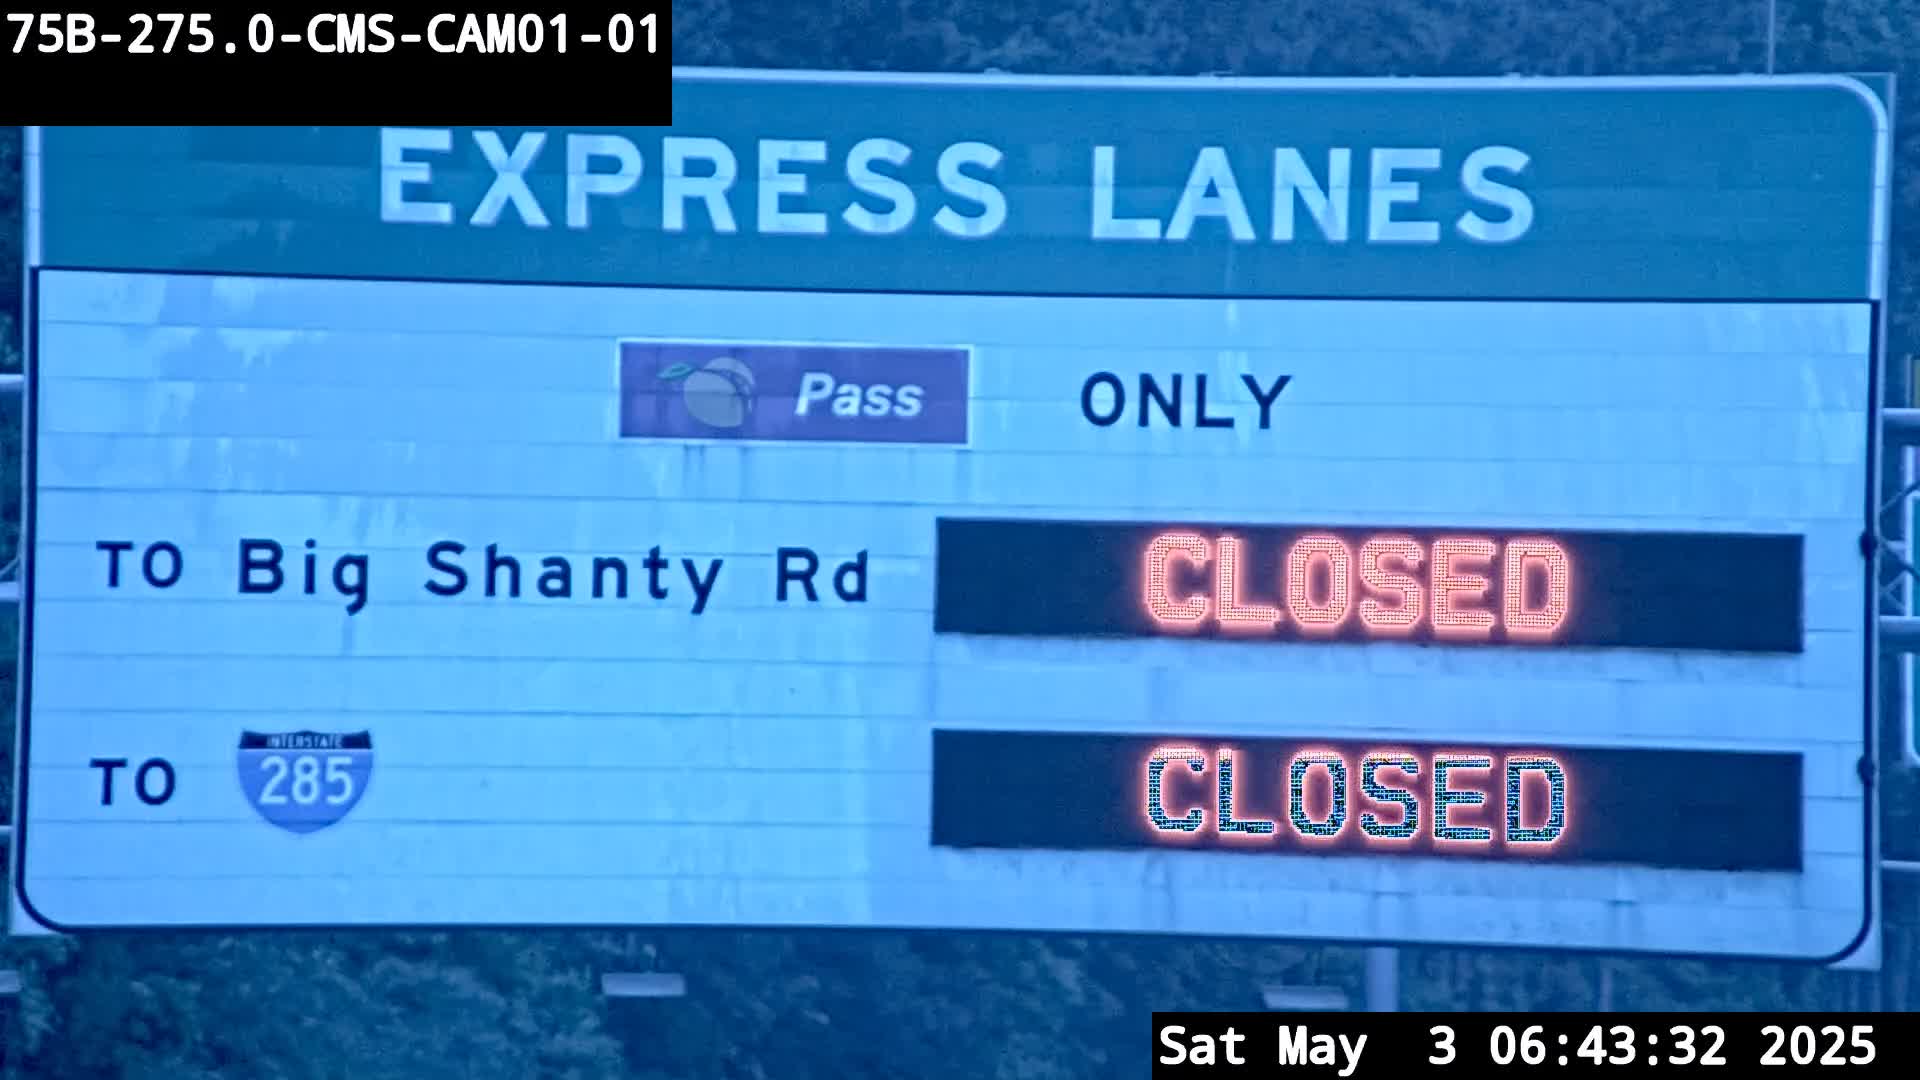 75B-275.0-CMS-CAM01-01
EXPRESS LANES
Pass ONLY
TO Big Shanty Rd CLOSED
INTERSTATE
TO 285 CLOSED
Sat May 3 06:43:32 2025